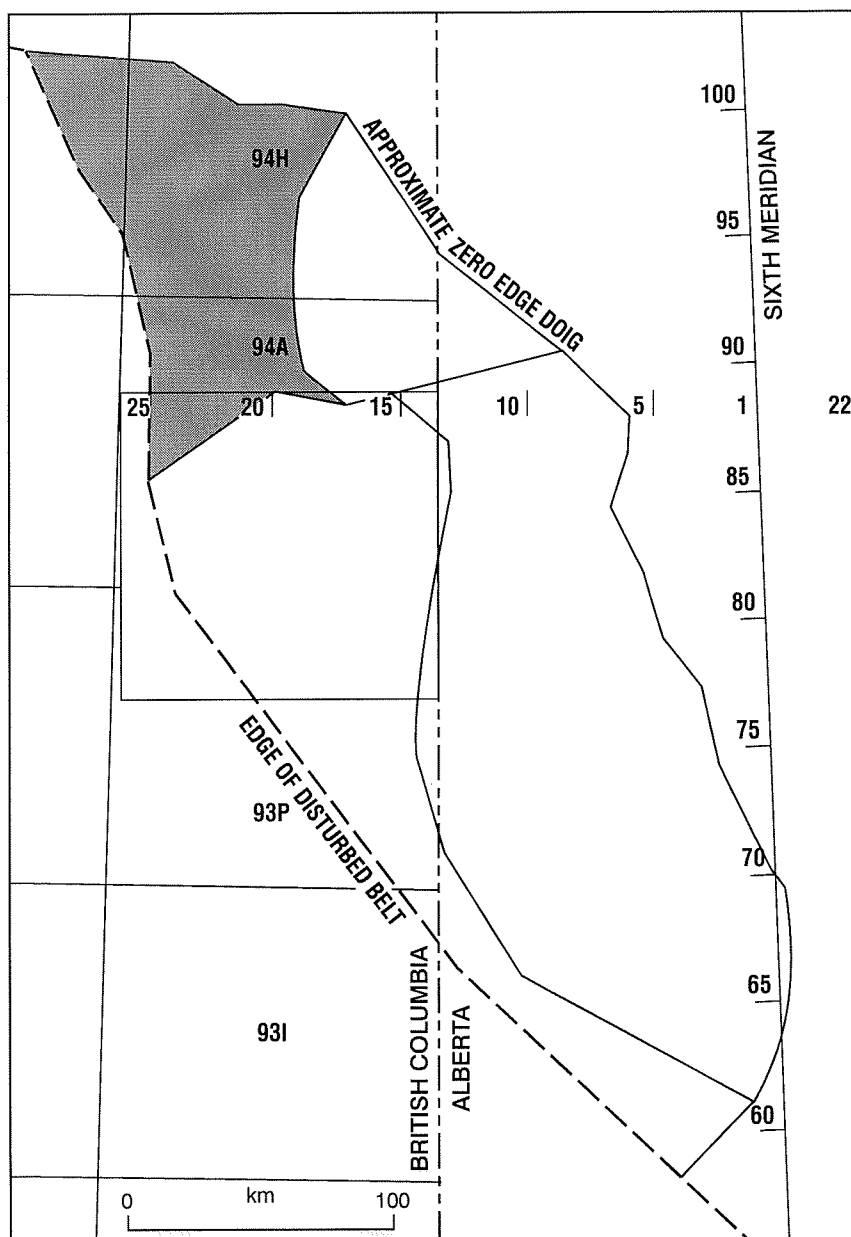 100
94H
APPROXIMATE ZERO EDGE DOIG
SIXTH MERIDIAN
95
94A
90
25
20
15
10
5
1
22
85
80
75
EDGE OF DISTURBED BELT
93P
70
BRITISH COLUMBIA
ALBERTA
65
93I
60
0
km
100